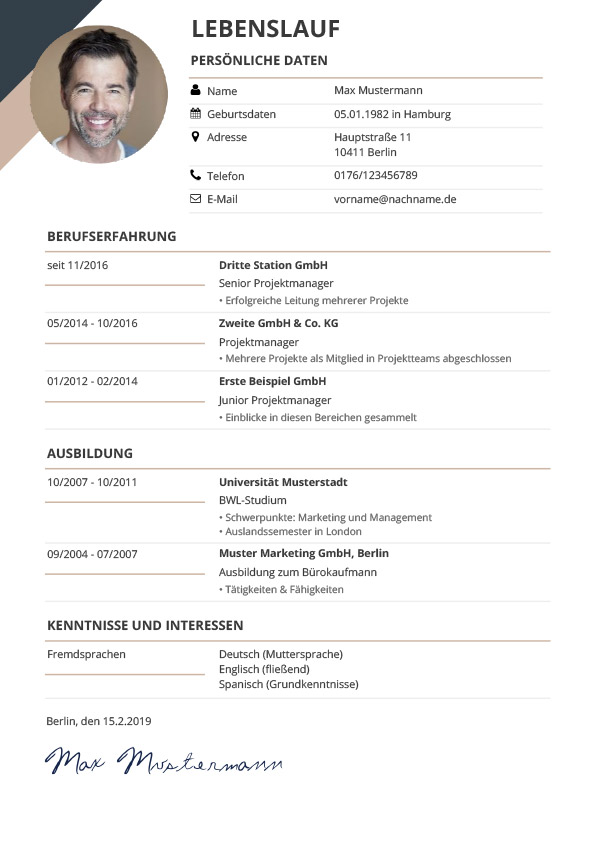 LEBENSLAUF
PERSÖNLICHE DATEN
Name Max Mustermann
Geburtsdaten 05.01.1982 in Hamburg
Adresse Hauptstraße 11
10411 Berlin
Telefon 0176/123456789
E-Mail vorname@nachname.de
BERUFSERFAHRUNG
seit 11/2016 Dritte Station GmbH
Senior Projektmanager
• Erfolgreiche Leitung mehrerer Projekte
05/2014 - 10/2016 Zweite GmbH & Co. KG
Projektmanager
• Mehrere Projekte als Mitglied in Projektteams abgeschlossen
01/2012 - 02/2014 Erste Beispiel GmbH
Junior Projektmanager
• Einblicke in diesen Bereichen gesammelt
AUSBILDUNG
10/2007 - 10/2011 Universität Musterstadt
BWL-Studium
• Schwerpunkte: Marketing und Management
• Auslandssemester in London
09/2004 - 07/2007 Muster Marketing GmbH, Berlin
Ausbildung zum Bürokaufmann
• Tätigkeiten & Fähigkeiten
KENNTNISSE UND INTERESSEN
Fremdsprachen Deutsch (Muttersprache)
Englisch (fließend)
Spanisch (Grundkenntnisse)
Berlin, den 15.2.2019
Max Mustermann